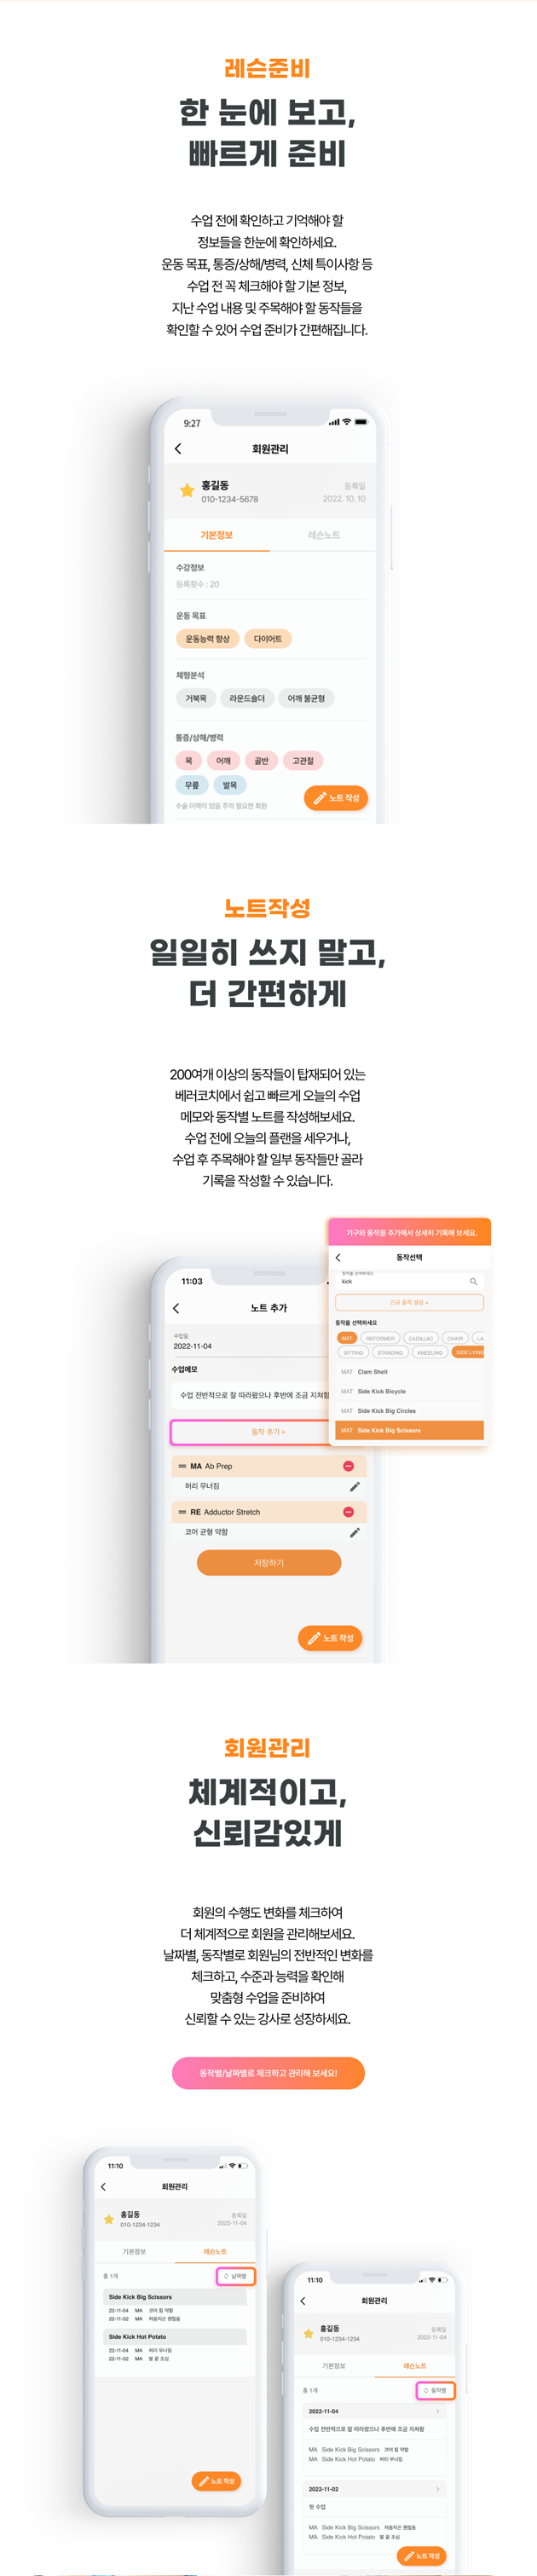 레슨준비
한 눈에 보고,
빠르게 준비
수업 전에 확인하고 기억해야 할
정보들을 한눈에 확인하세요.
운동 목표, 통증/상해/병력, 신체 특이사항 등
수업 전 꼭 체크해야 할 기본 정보,
지난 수업 내용 및 주목해야 할 동작들을
확인할 수 있어 수업 준비가 간편해집니다.
9:27
회원관리
홍길동
등록일
010-1234-5678
2022. 10. 10
기본정보
레슨노트
수강정보
등록횟수 : 20
운동 목표
운동능력 향상
다이어트
체형분석
거북목
라운드숄더
어깨 불균형
통증/상해/병력
목
어깨
골반
고관절
무릎
발목
노트 작성
수술 이력이 있음 주의 필요한 회원
노트작성
일일히 쓰지 말고,
더 간편하게
200여개 이상의 동작들이 탑재되어 있는
베러코치에서 쉽고 빠르게 오늘의 수업
메모와 동작별 노트를 작성해보세요.
수업 전에 오늘의 플랜을 세우거나,
수업 후 주목해야 할 일부 동작들만 골라
기록을 작성할 수 있습니다.
기구와 동작을 추가해서 상세히 기록해 보세요.
동작선택
kick
신규 동작 생성 +
동작을 선택하세요
MAT
REFORMER
CADILLAC
CHAIR
LA
SITTING
STANDING
KNEELING
SIDE LYING
MAT Clam Shell
MAT Side Kick Bicycle
MAT Side Kick Big Circles
MAT Side Kick Big Scissors
11:03
노트 추가
수업일
2022-11-04
수업메모
수업 전반적으로 잘 따라왔으나 후반에 조금 지쳐함
동작 추가 +
MA Ab Prep
허리 무너짐
RE Adductor Stretch
코어 균형 약함
저장하기
노트 작성
회원관리
체계적이고,
신뢰감있게
회원의 수행도 변화를 체크하여
더 체계적으로 회원을 관리해보세요.
날짜별, 동작별로 회원님의 전반적인 변화를
체크하고, 수준과 능력을 확인해
맞춤형 수업을 준비하여
신뢰할 수 있는 강사로 성장하세요.
동작별/날짜별로 체크하고 관리해 보세요!
11:10
회원관리
홍길동
등록일
010-1234-1234
2022-11-04
기본정보
레슨노트
총 1개
날짜별
Side Kick Big Scissors
22-11-04 MA 코어 힘 약함
22-11-02 MA 처음치곤 괜찮음
Side Kick Hot Potato
22-11-04 MA 허리 무너짐
22-11-02 MA 발 끝 조심
노트 작성
11:10
회원관리
홍길동
등록일
010-1234-1234
2022-11-04
기본정보
레슨노트
총 1개
동작별
2022-11-04
수업 전반적으로 잘 따라왔으나 후반에 조금 지쳐함
MA Side Kick Big Scissors 코어 힘 약함
MA Side Kick Hot Potato 허리 무너짐
2022-11-02
첫 수업
MA Side Kick Big Scissors 처음치곤 괜찮음
MA Side Kick Hot Potato 발 끝 조심
노트 작성